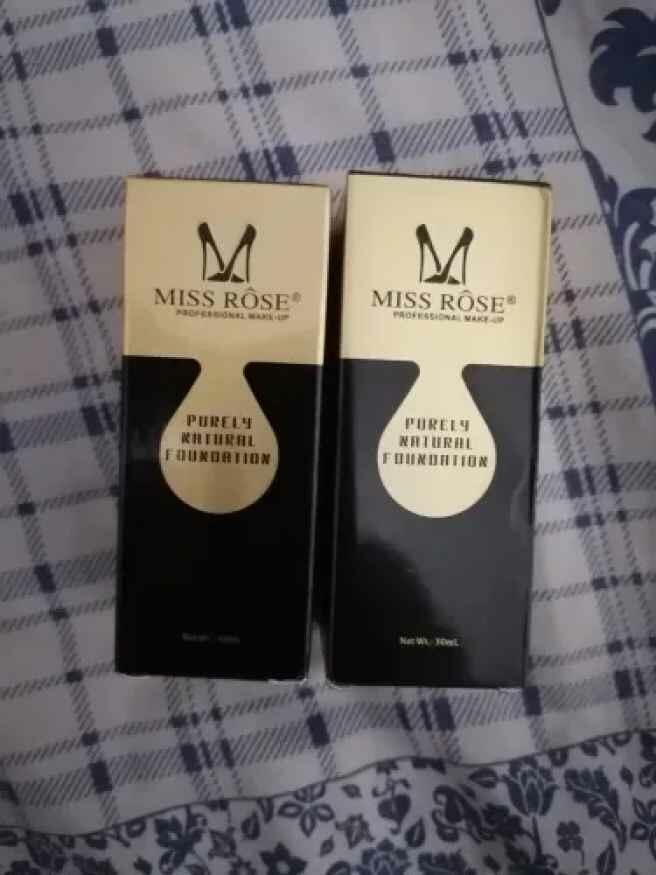 MISS RÔSE®
PROFESSIONAL MAKE-UP
PURELY
NATURAL
FOUNDATION
MISS RÔSE®
PROFESSIONAL MAKE-UP
PURELY
NATURAL
FOUNDATION
Net Wt.: 30mL